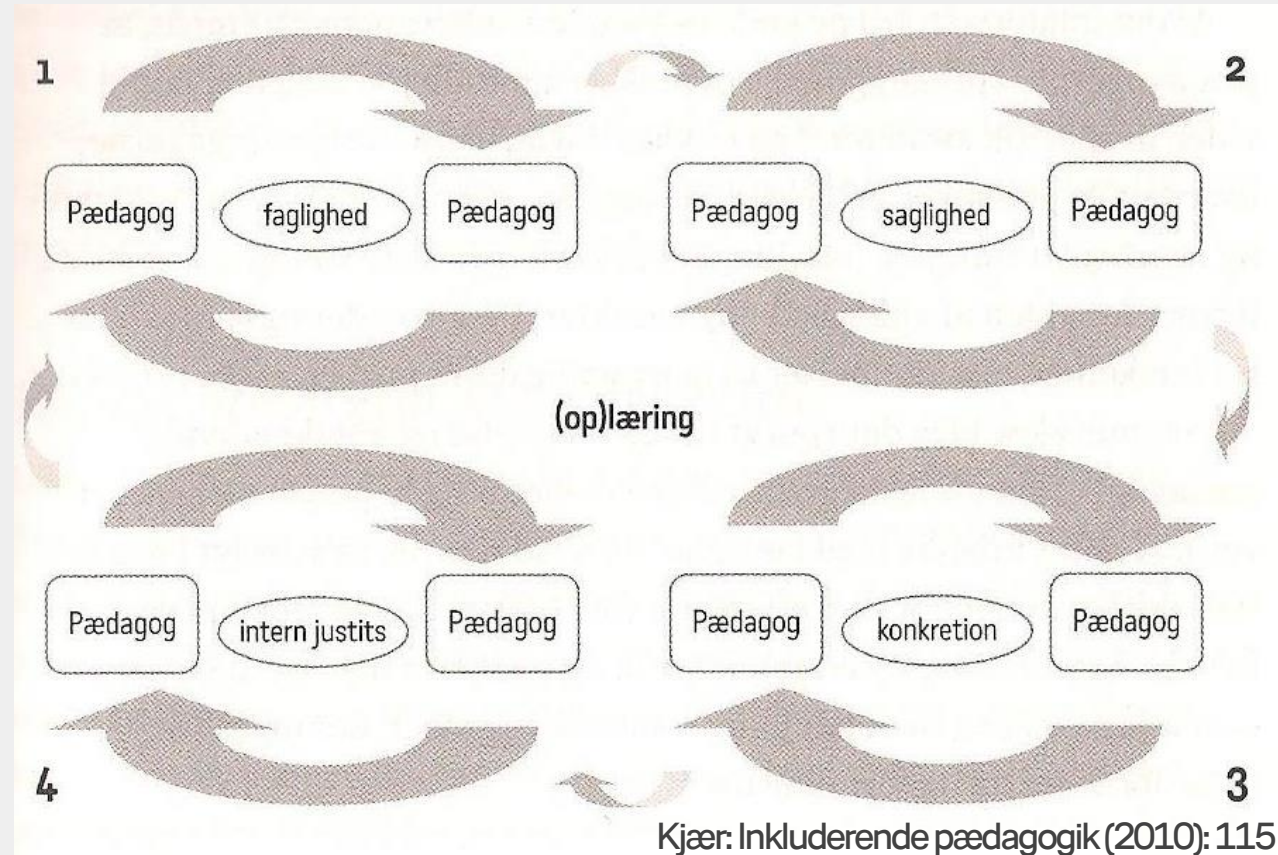 1
2
Pædagog
faglighed
Pædagog
Pædagog
saglighed
Pædagog
(op)læring
Pædagog
intern justits
Pædagog
Pædagog
konkretion
Pædagog
4
3
Kjær: Inkluderende pædagogik (2010): 115